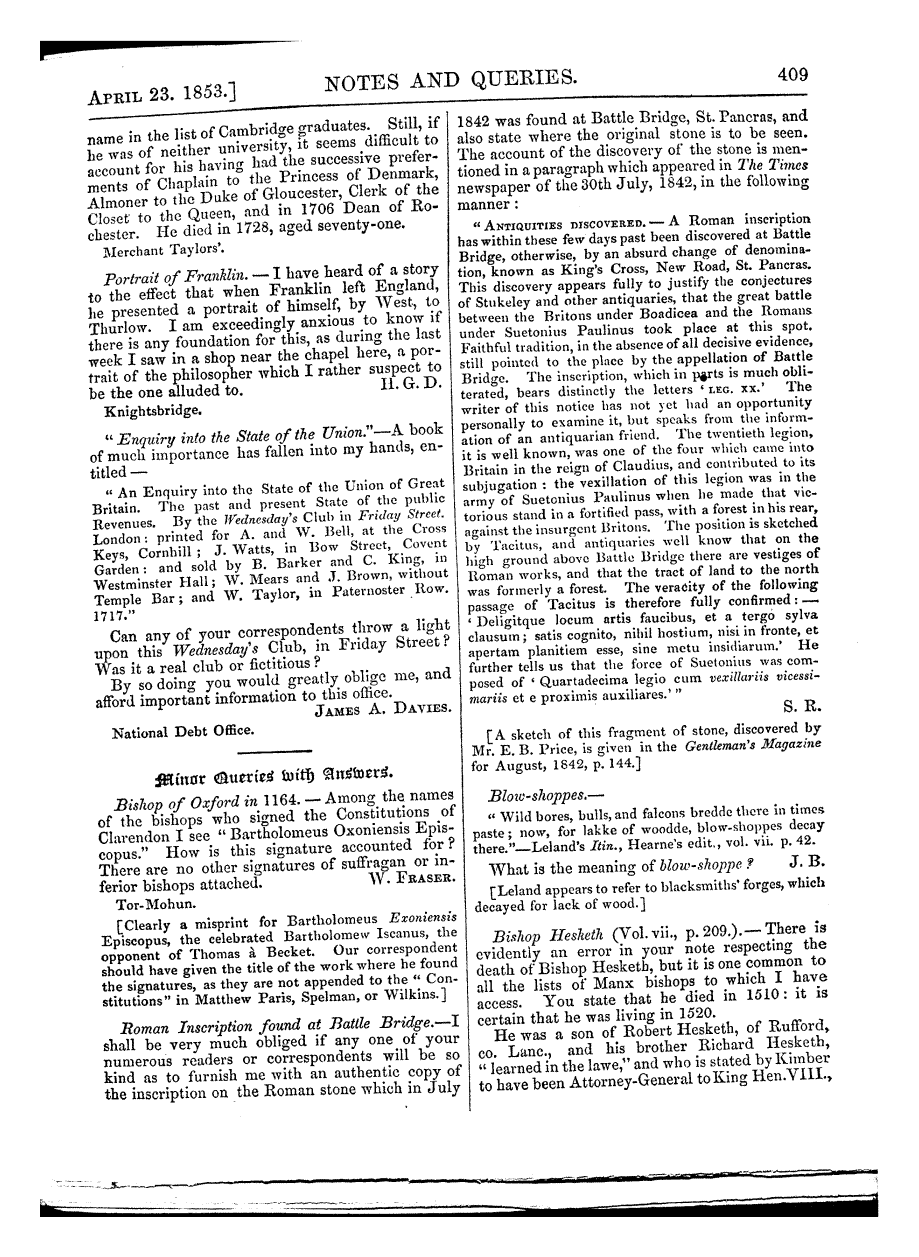 APRIL 23. 1853.] NOTES AND QUERIES. 409
name in the list of Cambridge graduates. Still, if
he was of neither university, it seems difficult to
account for his having had the successive prefer-
ments of Chaplain to the Princess of Denmark,
Almoner to the Duke of Gloucester, Clerk of the
Closet to the Queen, and in 1706 Dean of Ro-
chester. He died in 1728, aged seventy-one.
Merchant Taylors'.
Portrait of Franklin. — I have heard of a story
to the effect that when Franklin left England,
he presented a portrait of himself, by West, to
Thurlow. I am exceedingly anxious to know if
there is any foundation for this, as during the last
week I saw in a shop near the chapel here, a por-
trait of the philosopher which I rather suspect to
be the one alluded to. H. G. D.
Knightsbridge.
"Enquiry into the State of the Union."—A book
of much importance has fallen into my hands, en-
titled —
"An Enquiry into the State of the Union of Great
Britain. The past and present State of the public
Revenues. By the Wednesday's Club in Friday Street.
London: printed for A. and W. Bell, at the Cross
Keys, Cornhill; J. Watts, in Bow Street, Covent
Garden: and sold by B. Barker and C. King, in
Westminster Hall; W. Mears and J. Brown, without
Temple Bar; and W. Taylor, in Paternoster Row.
1717."
Can any of your correspondents throw a light
upon this Wednesday's Club, in Friday Street?
Was it a real club or fictitious?
By so doing you would greatly oblige me, and
afford important information to this office.
JAMES A. DAVIES.
National Debt Office.
Minor Queries with Answers.
Bishop of Oxford in 1164. — Among the names
of the bishops who signed the Constitutions of
Clarendon I see "Bartholomeus Oxoniensis Epis-
copus." How is this signature accounted for?
There are no other signatures of suffragan or in-
ferior bishops attached. W. FRASER.
Tor-Mohun.
[Clearly a misprint for Bartholomeus Exoniensis
Episcopus, the celebrated Bartholomew Iscanus, the
opponent of Thomas à Becket. Our correspondent
should have given the title of the work where he found
the signatures, as they are not appended to the "Con-
stitutions" in Matthew Paris, Spelman, or Wilkins.]
Roman Inscription found at Battle Bridge.—I
shall be very much obliged if any one of your
numerous readers or correspondents will be so
kind as to furnish me with an authentic copy of
the inscription on the Roman stone which in July
1842 was found at Battle Bridge, St. Pancras, and
also state where the original stone is to be seen.
The account of the discovery of the stone is men-
tioned in a paragraph which appeared in The Times
newspaper of the 30th July, 1842, in the following
manner:
"ANTIQUITIES DISCOVERED. — A Roman inscription
has within these few days past been discovered at Battle
Bridge, otherwise, by an absurd change of denomina-
tion, known as King's Cross, New Road, St. Pancras.
This discovery appears fully to justify the conjectures
of Stukeley and other antiquaries, that the great battle
between the Britons under Boadicea and the Romans
under Suetonius Paulinus took place at this spot.
Faithful tradition, in the absence of all decisive evidence,
still pointed to the place by the appellation of Battle
Bridge. The inscription, which in parts is much obli-
terated, bears distinctly the letters 'LEG. XX.' The
writer of this notice has not yet had an opportunity
personally to examine it, but speaks from the inform-
ation of an antiquarian friend. The twentieth legion,
it is well known, was one of the four which came into
Britain in the reign of Claudius, and contributed to its
subjugation: the vexillation of this legion was in the
army of Suetonius Paulinus when he made that vic-
torious stand in a fortified pass, with a forest in his rear,
against the insurgent Britons. The position is sketched
by Tacitus, and antiquaries well know that on the
high ground above Battle Bridge there are vestiges of
Roman works, and that the tract of land to the north
was formerly a forest. The veracity of the following
passage of Tacitus is therefore fully confirmed: —
'Deligitque locum artis faucibus, et a tergo sylva
clausum; satis cognito, nihil hostium, nisi in fronte, et
apertam planitiem esse, sine metu insidiarum.' He
further tells us that the force of Suetonius was com-
posed of 'Quartadecima legio cum vexillariis vicessi-
mariis et e proximis auxiliares.'"
S. R.
[A sketch of this fragment of stone, discovered by
Mr. E. B. Price, is given in the Gentleman's Magazine
for August, 1842, p. 144.]
Blow-shoppes.—
"Wild bores, bulls, and falcons bredde there in times
paste; now, for lakke of woodde, blow-shoppes decay
there."—Leland's Itin., Hearne's edit., vol. vii. p. 42.
What is the meaning of blow-shoppe? J. B.
[Leland appears to refer to blacksmiths' forges, which
decayed for lack of wood.]
Bishop Hesketh (Vol. vii., p. 209.).— There is
evidently an error in your note respecting the
death of Bishop Hesketh, but it is one common to
all the lists of Manx bishops to which I have
access. You state that he died in 1510: it is
certain that he was living in 1520.
He was a son of Robert Hesketh, of Rufford,
co. Lanc., and his brother Richard Hesketh,
"learned in the lawe," and who is stated by Kimber
to have been Attorney-General to King Hen. VIII.,